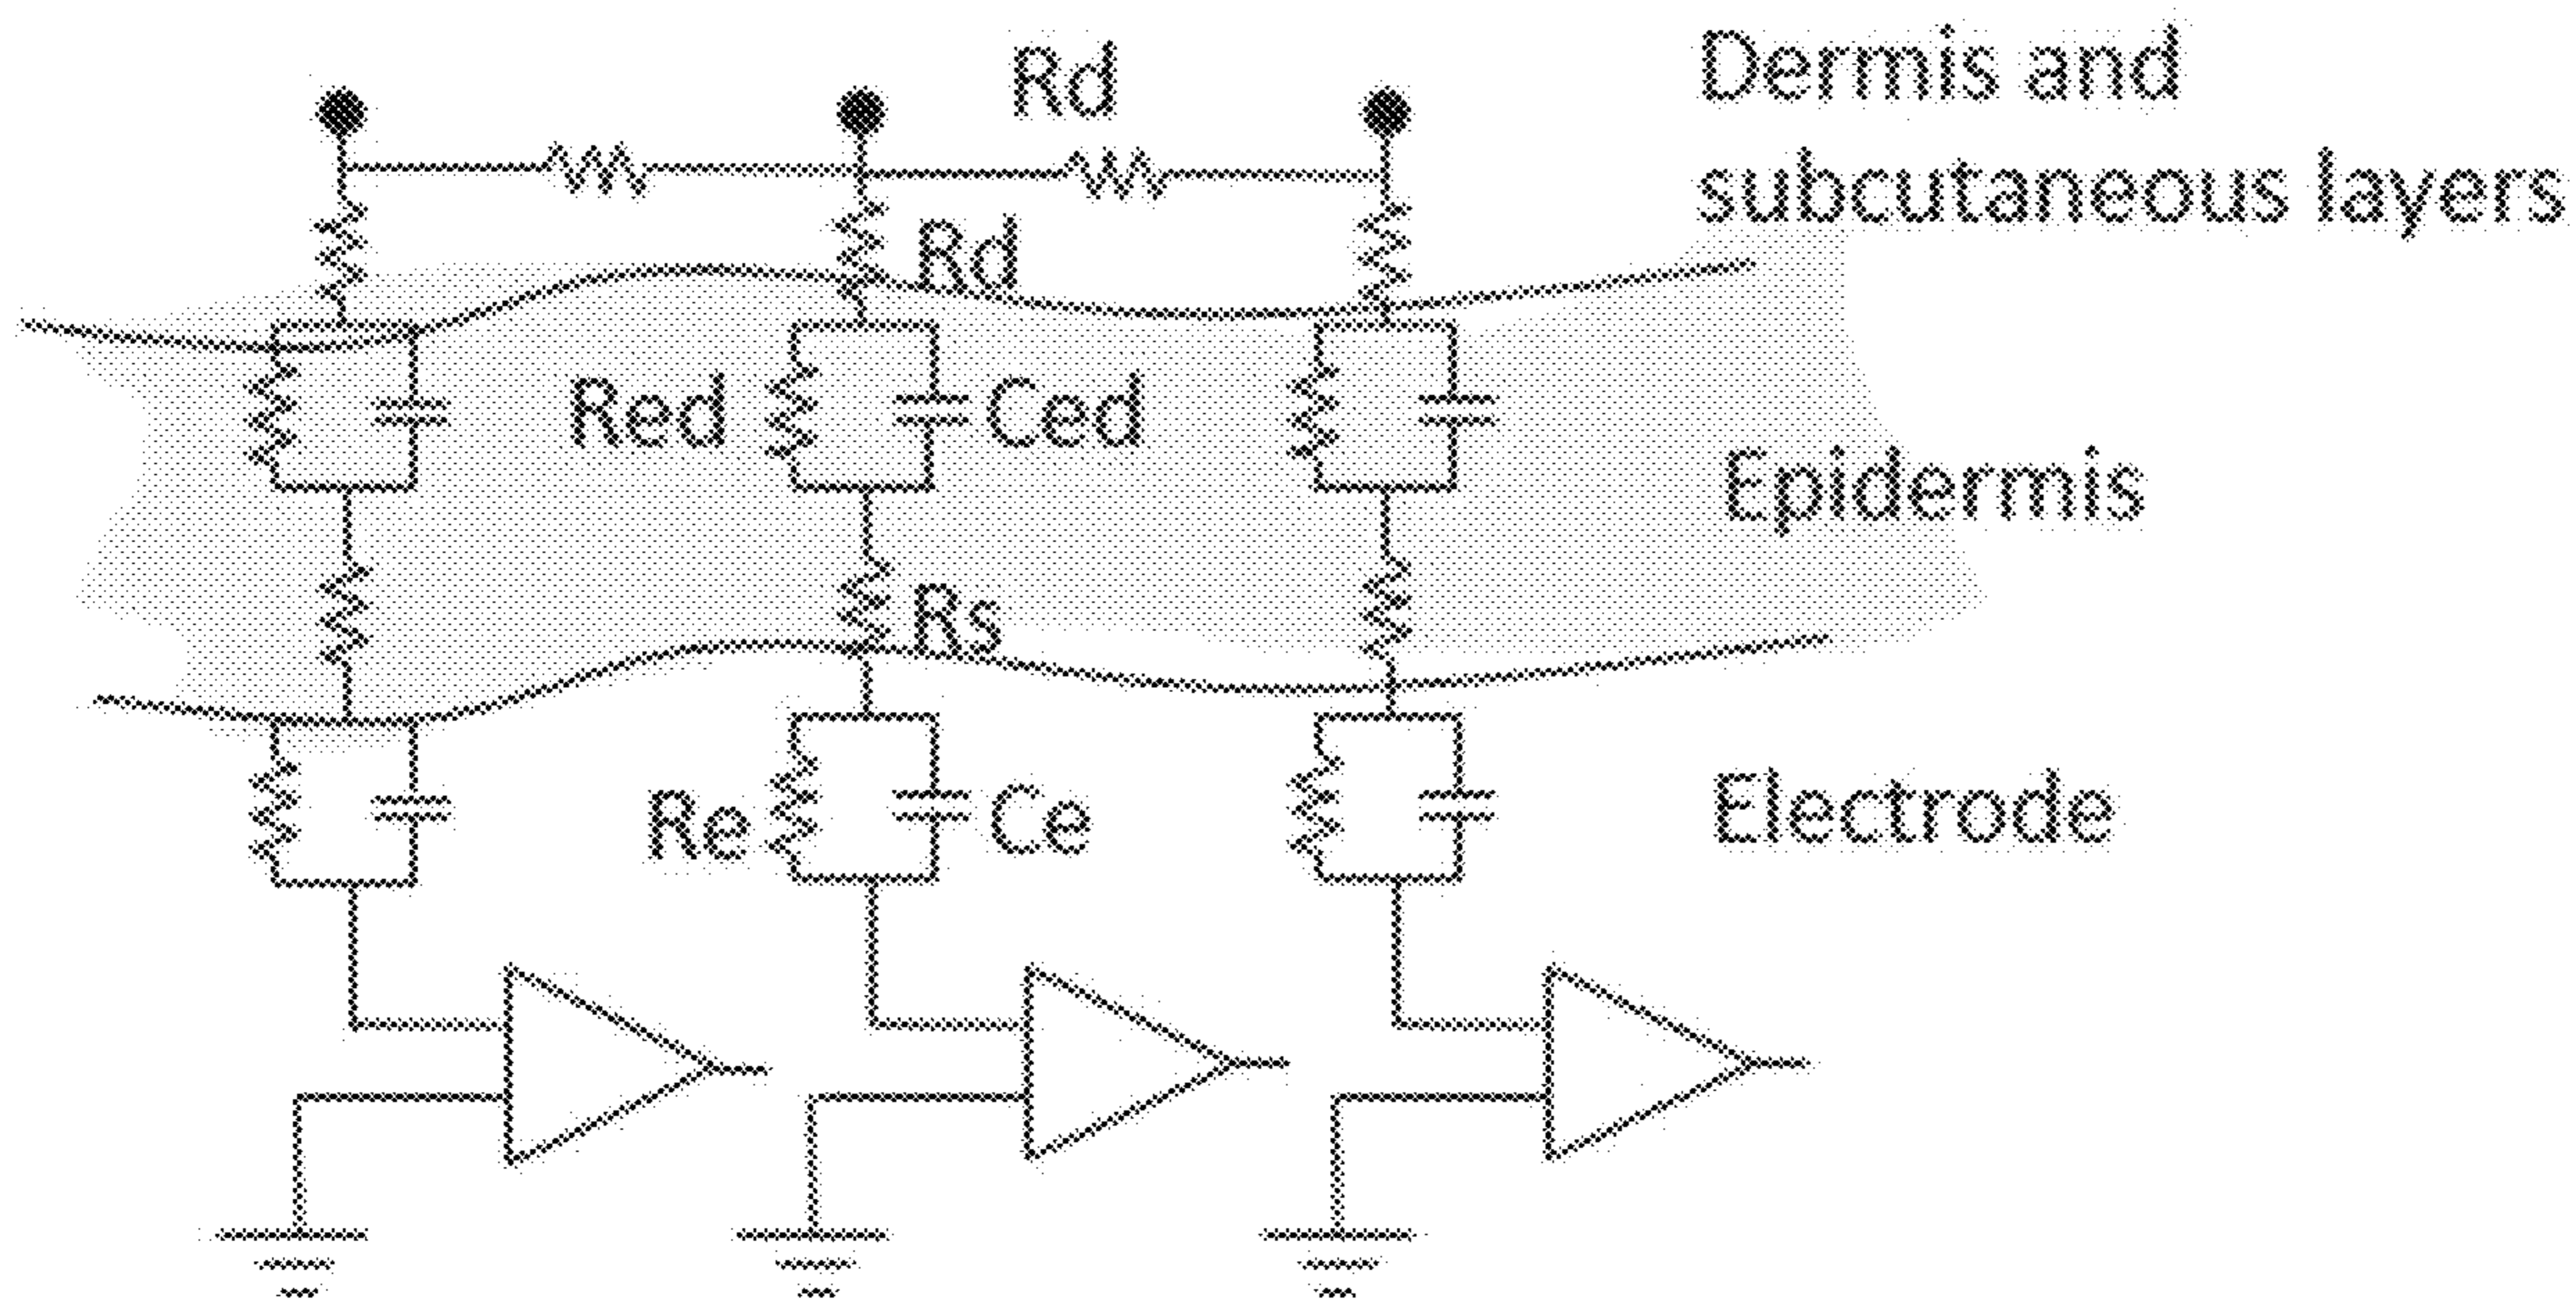 Rd
Dermis and
subcutaneous layers
Rd
Red
Ced
Epidermis
Rs
Re
Ce
Electrode